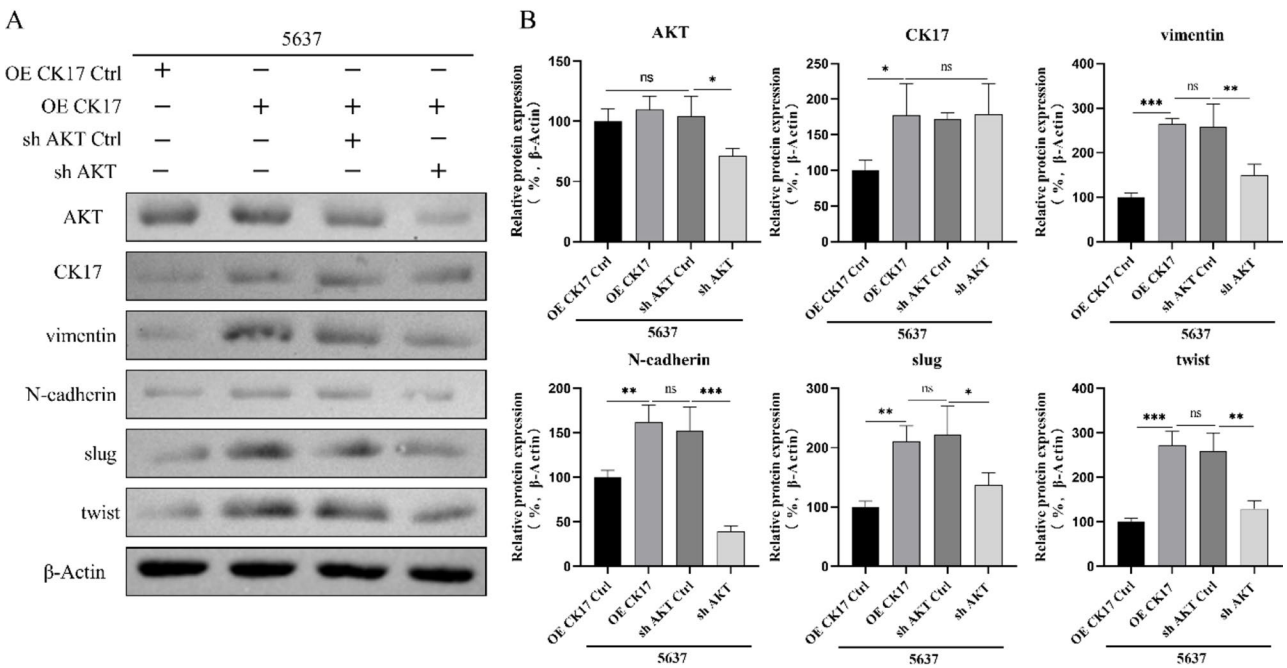 A
5637
OE CK17 Ctrl + − − −
OE CK17 − + + +
sh AKT Ctrl − − + −
sh AKT − − − +
AKT
CK17
vimentin
N-cadherin
slug
twist
β-Actin
B
AKT
Relative protein expression
( %, β-Actin)
150
100
50
0
ns
*
OE CK17 Ctrl
OE CK17
sh AKT Ctrl
sh AKT
5637
CK17
Relative protein expression
( %, β-Actin)
250
200
150
100
50
0
*
ns
OE CK17 Ctrl
OE CK17
sh AKT Ctrl
sh AKT
5637
vimentin
Relative protein expression
( %, β-Actin)
400
300
200
100
0
***
ns
**
OE CK17 Ctrl
OE CK17
sh AKT Ctrl
sh AKT
5637
N-cadherin
Relative protein expression
( %, β-Actin)
200
150
100
50
0
**
ns
***
OE CK17 Ctrl
OE CK17
sh AKT Ctrl
sh AKT
5637
slug
Relative protein expression
( %, β-Actin)
300
200
100
0
**
ns
*
OE CK17 Ctrl
OE CK17
sh AKT Ctrl
sh AKT
5637
twist
Relative protein expression
( %, β-Actin)
400
300
200
100
0
***
ns
**
OE CK17 Ctrl
OE CK17
sh AKT Ctrl
sh AKT
5637